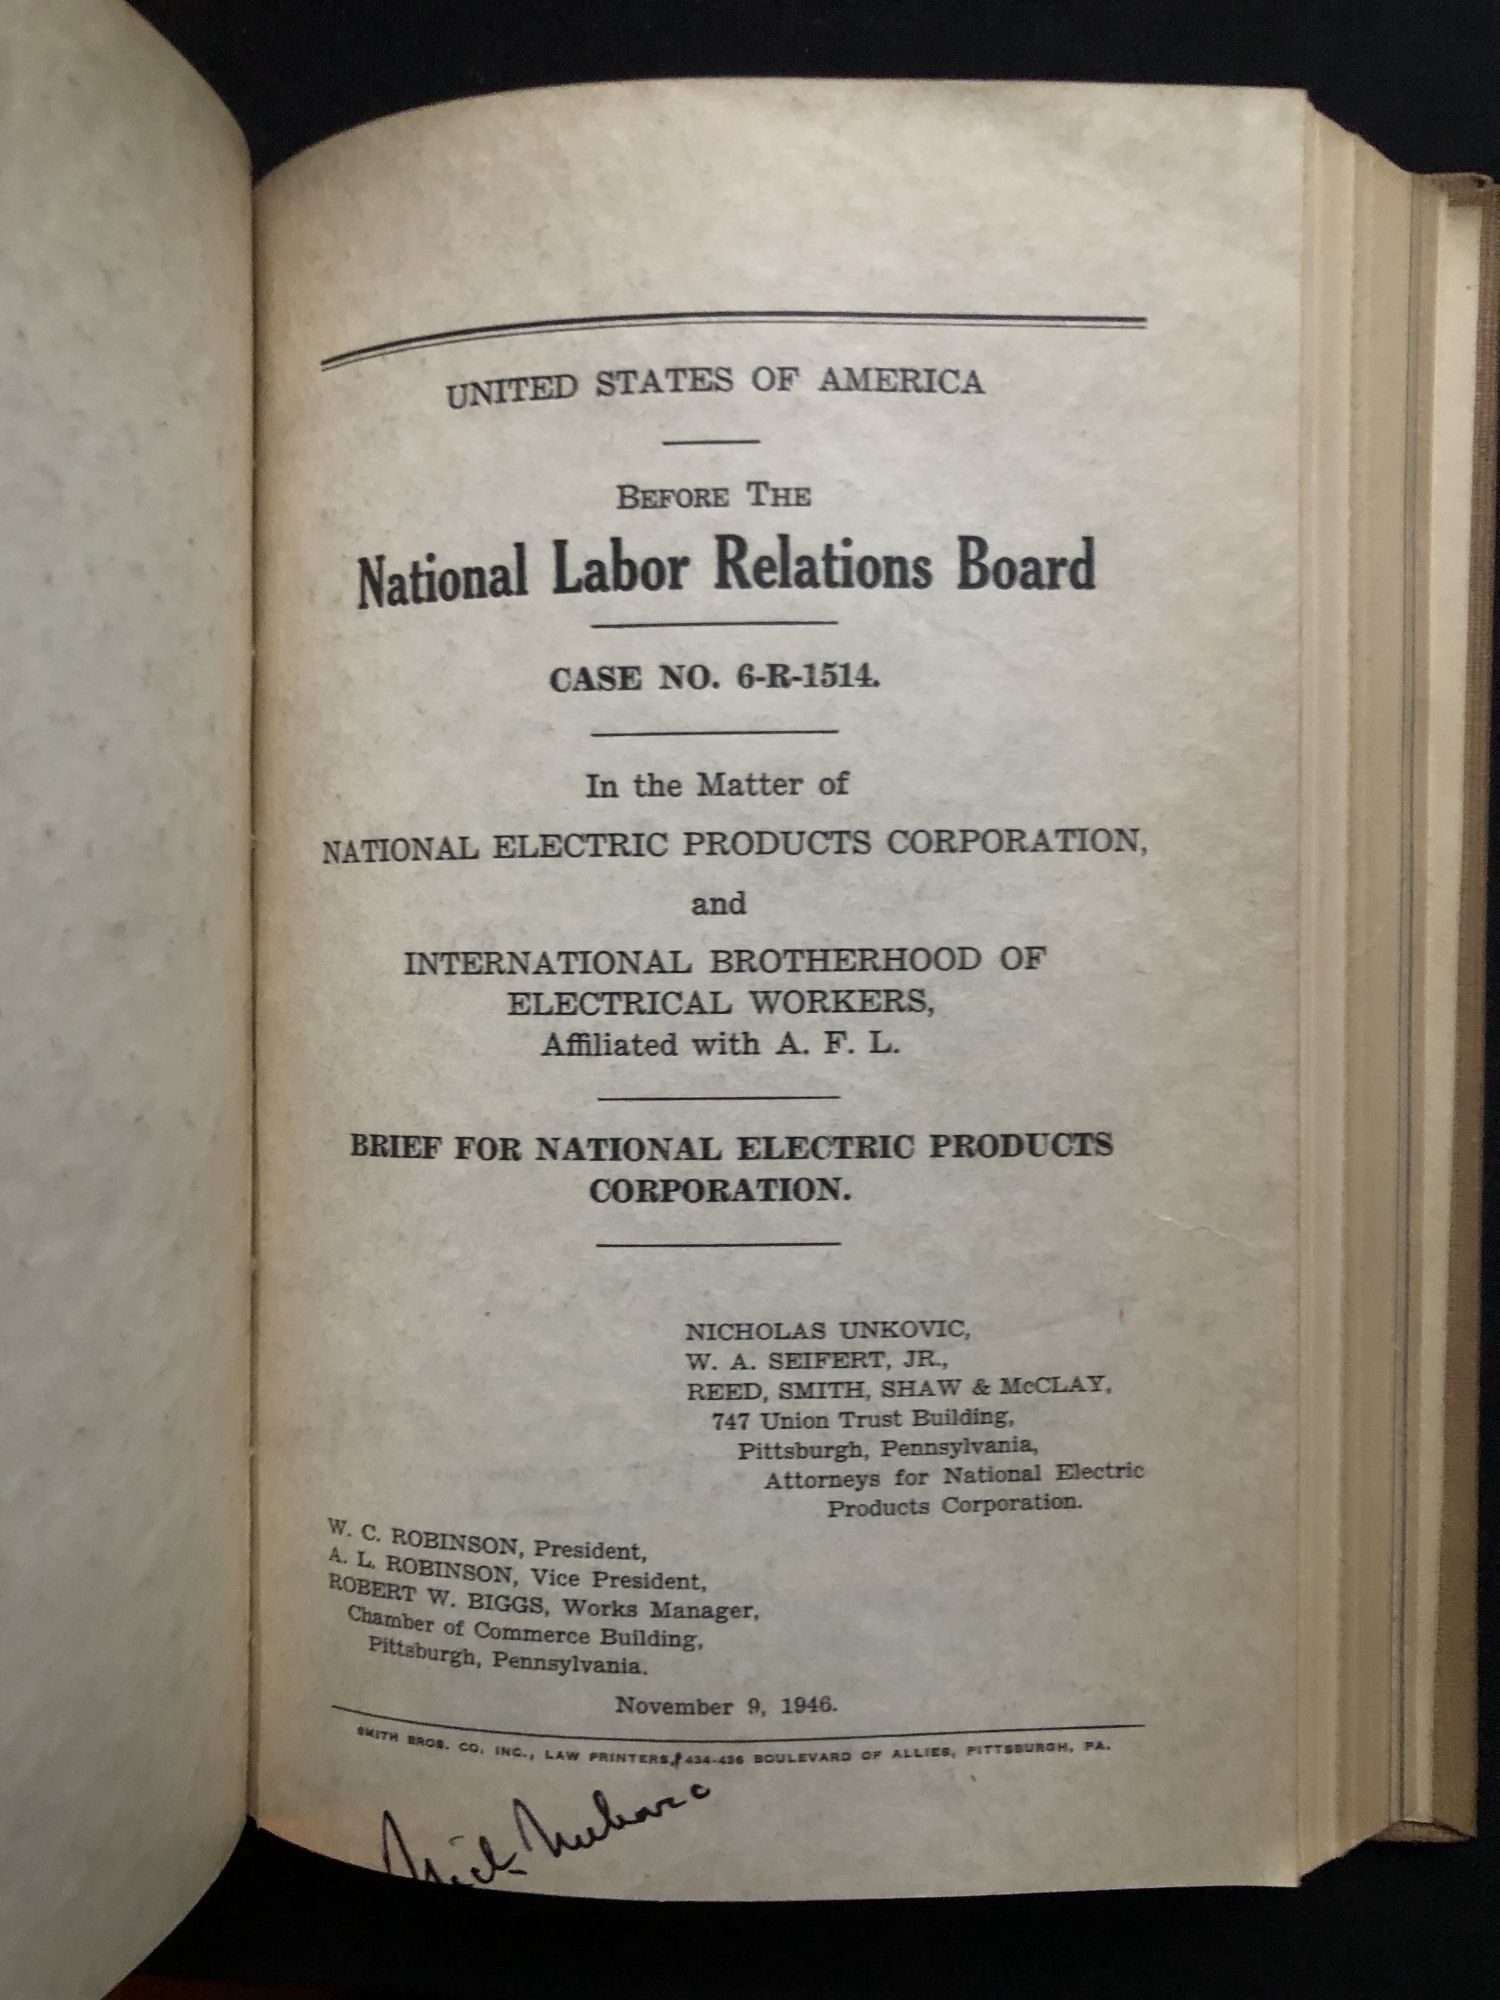 UNITED STATES OF AMERICA
BEFORE THE
National Labor Relations Board
CASE NO. 6-R-1514.
In the Matter of
NATIONAL ELECTRIC PRODUCTS CORPORATION,
and
INTERNATIONAL BROTHERHOOD OF
ELECTRICAL WORKERS,
Affiliated with A. F. L.
BRIEF FOR NATIONAL ELECTRIC PRODUCTS
CORPORATION.
NICHOLAS UNKOVIC,
W. A. SEIFERT, JR.,
REED, SMITH, SHAW & McCLAY,
747 Union Trust Building,
Pittsburgh, Pennsylvania,
Attorneys for National Electric
Products Corporation.
W. C. ROBINSON, President,
A. L. ROBINSON, Vice President,
ROBERT W. BIGGS, Works Manager,
Chamber of Commerce Building,
Pittsburgh, Pennsylvania.
November 9, 1946.
SMITH BROS. CO. INC., LAW PRINTERS, 434-436 BOULEVARD OF ALLIES, PITTSBURGH, PA.
Nick